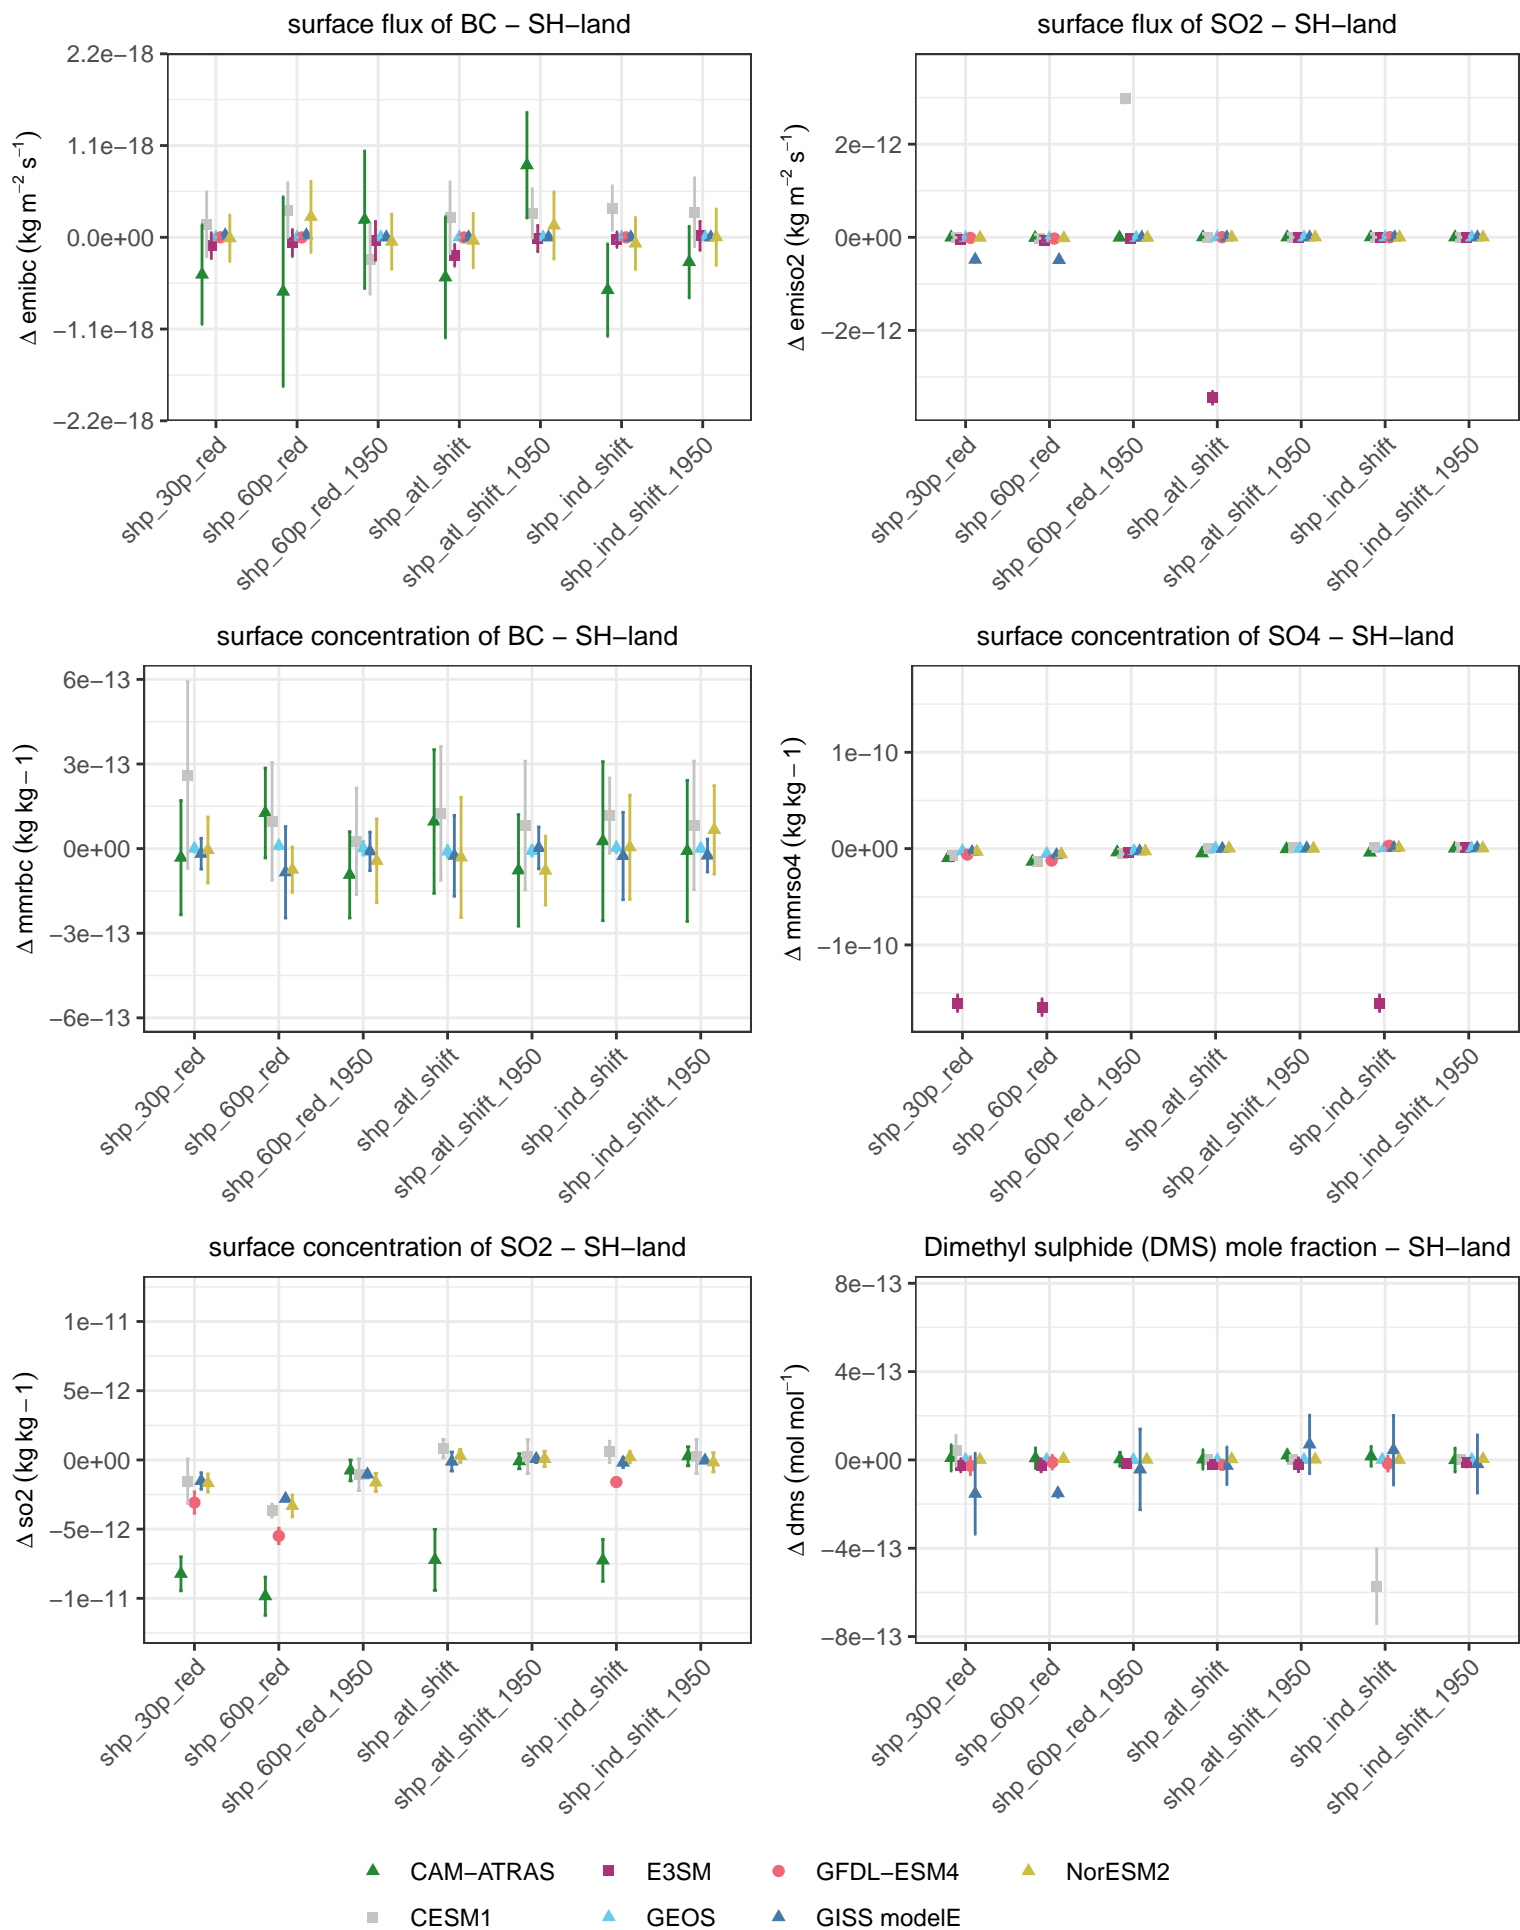 surface flux of BC − SH−land
Δ emibc (kg m−2 s−1)
2.2e−18
1.1e−18
0.0e+00
−1.1e−18
−2.2e−18
shp_30p_red
shp_60p_red
shp_60p_red_1950
shp_atl_shift
shp_atl_shift_1950
shp_ind_shift
shp_ind_shift_1950
surface flux of SO2 − SH−land
Δ emiso2 (kg m−2 s−1)
2e−12
0e+00
−2e−12
shp_30p_red
shp_60p_red
shp_60p_red_1950
shp_atl_shift
shp_atl_shift_1950
shp_ind_shift
shp_ind_shift_1950
surface concentration of BC − SH−land
Δ mmrbc (kg kg−1)
6e−13
3e−13
0e+00
−3e−13
−6e−13
shp_30p_red
shp_60p_red
shp_60p_red_1950
shp_atl_shift
shp_atl_shift_1950
shp_ind_shift
shp_ind_shift_1950
surface concentration of SO4 − SH−land
Δ mmrso4 (kg kg−1)
1e−10
0e+00
−1e−10
shp_30p_red
shp_60p_red
shp_60p_red_1950
shp_atl_shift
shp_atl_shift_1950
shp_ind_shift
shp_ind_shift_1950
surface concentration of SO2 − SH−land
Δ so2 (kg kg−1)
1e−11
5e−12
0e+00
−5e−12
−1e−11
shp_30p_red
shp_60p_red
shp_60p_red_1950
shp_atl_shift
shp_atl_shift_1950
shp_ind_shift
shp_ind_shift_1950
Dimethyl sulphide (DMS) mole fraction − SH−land
Δ dms (mol mol−1)
8e−13
4e−13
0e+00
−4e−13
−8e−13
shp_30p_red
shp_60p_red
shp_60p_red_1950
shp_atl_shift
shp_atl_shift_1950
shp_ind_shift
shp_ind_shift_1950
CAM−ATRAS E3SM GFDL−ESM4 NorESM2
CESM1 GEOS GISS modelE